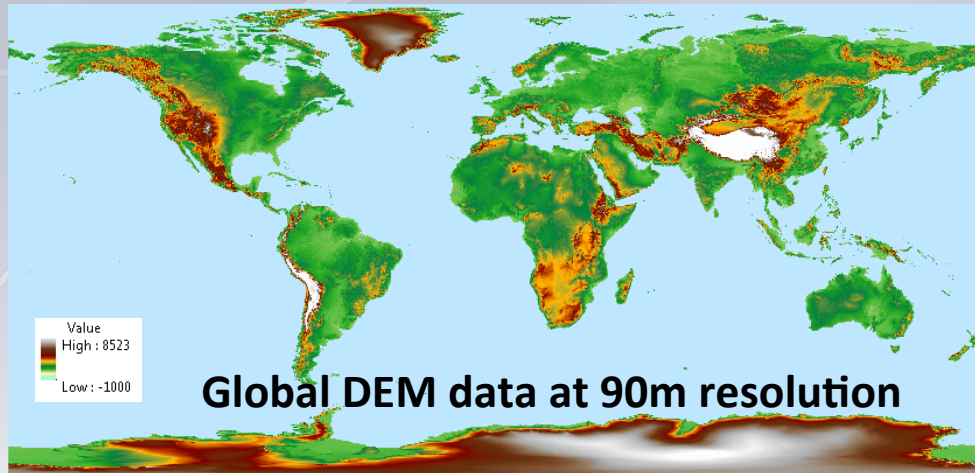 Value
High : 8523
Low : -1000
Global DEM data at 90m resolution